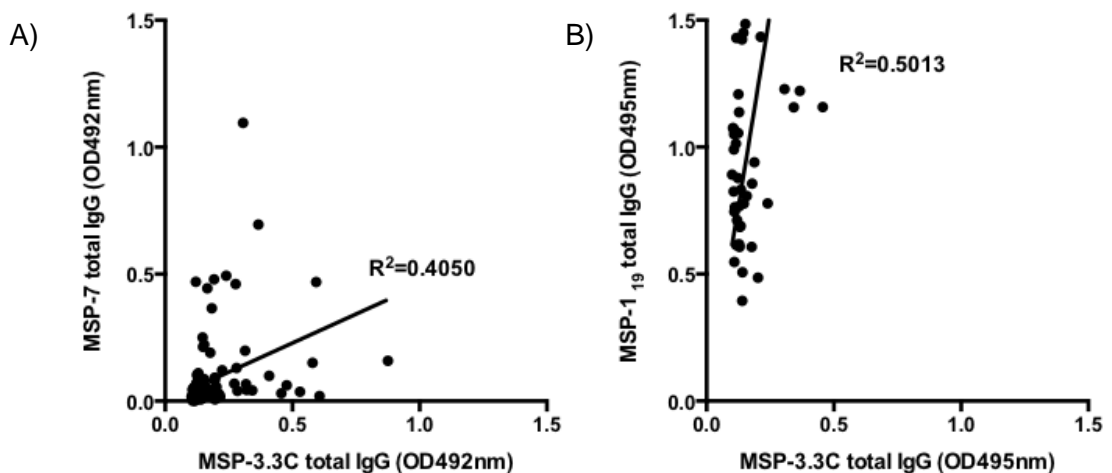 A)
1.5
1.0
0.5
0.0
MSP-7 total IgG (OD492nm)
R²=0.4050
0.0 0.5 1.0 1.5
MSP-3.3C total IgG (OD492nm)
B)
1.5
1.0
0.5
0.0
MSP-1 19 total IgG (OD495nm)
R²=0.5013
0.0 0.5 1.0 1.5
MSP-3.3C total IgG (OD495nm)